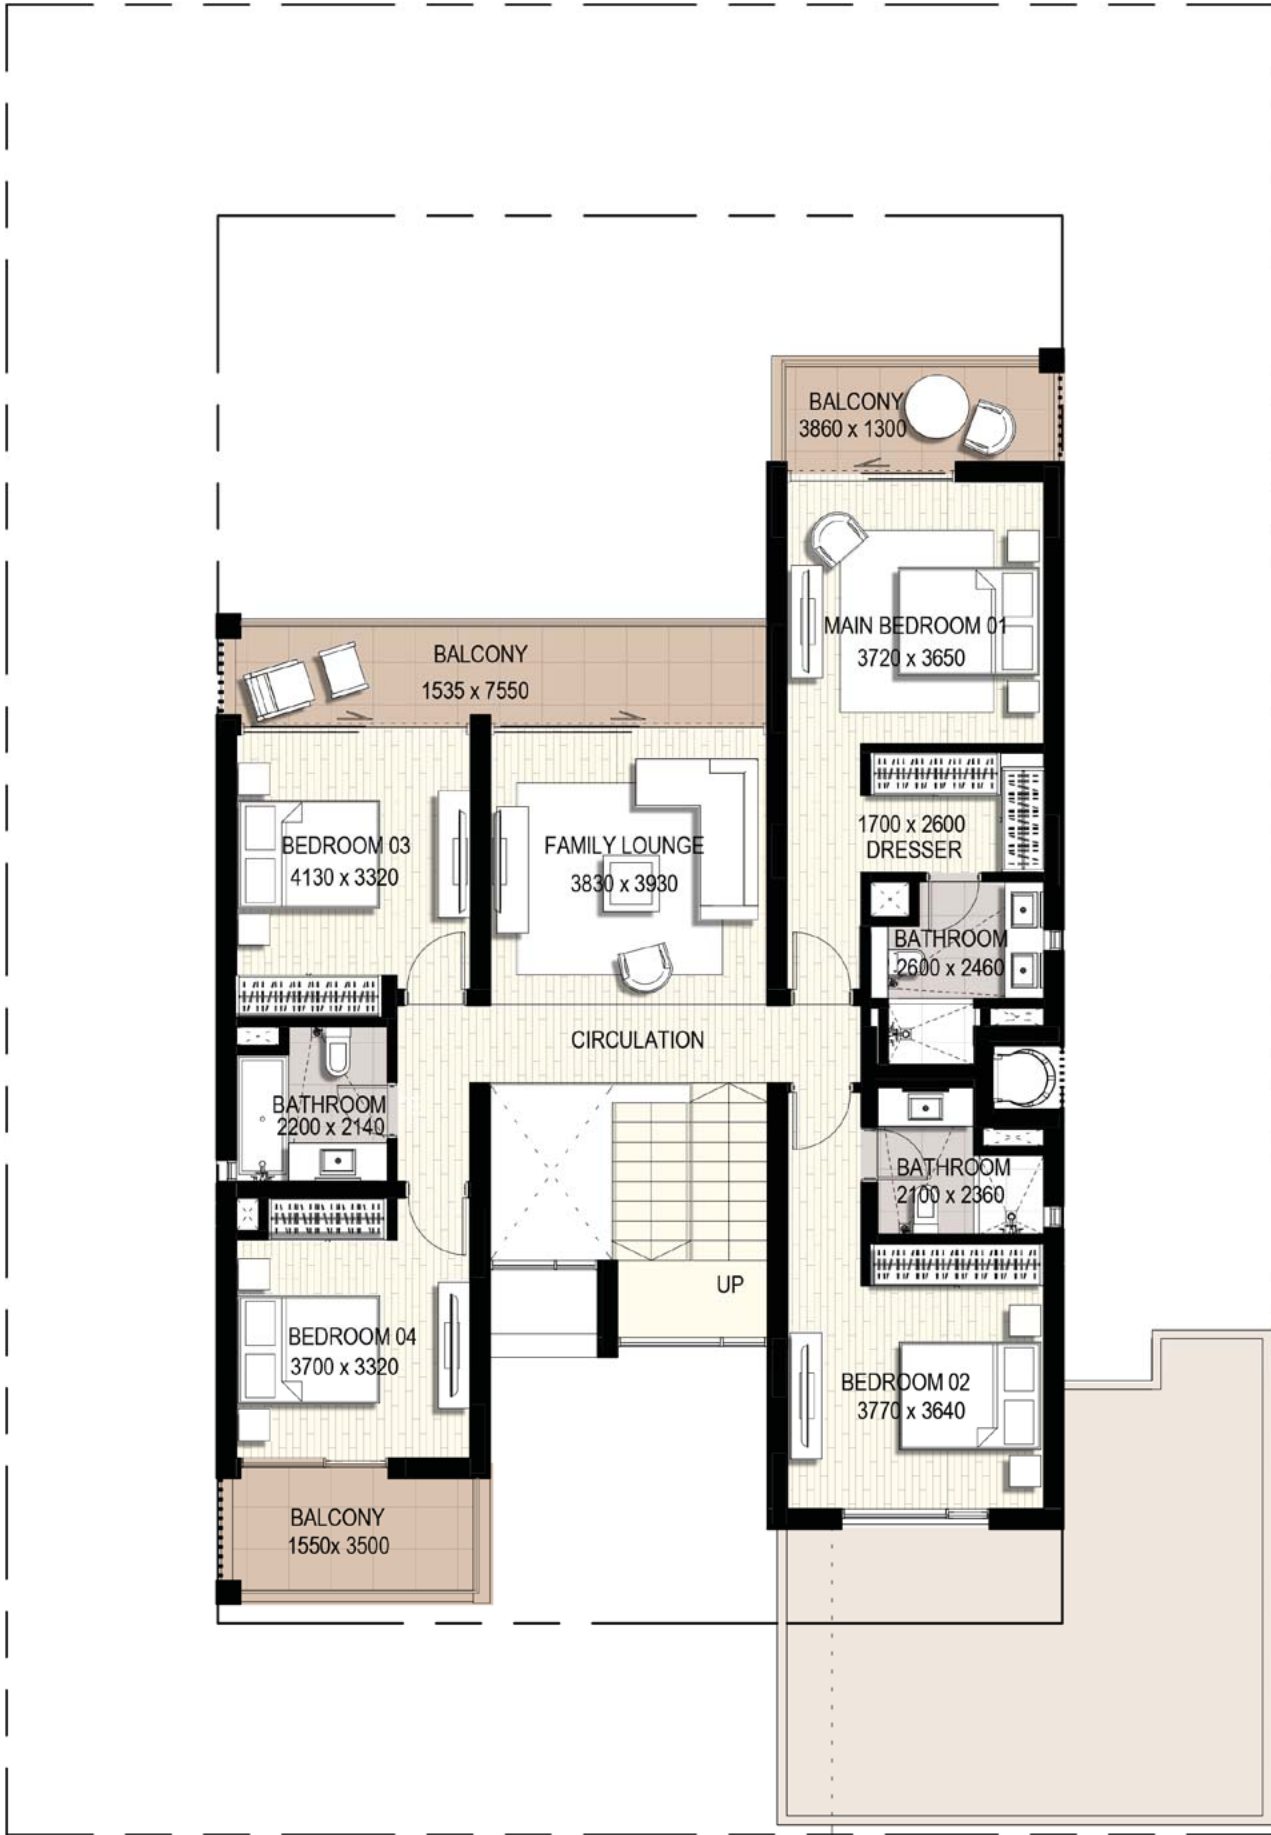 BALCONY
3860 x 1300
MAIN BEDROOM 01
3720 x 3650
BALCONY
1535 x 7550
1700 x 2600
DRESSER
BEDROOM 03
4130 x 3320
FAMILY LOUNGE
3830 x 3930
BATHROOM
2600 x 2460
CIRCULATION
BATHROOM
2200 x 2140
BATHROOM
2100 x 2360
UP
BEDROOM 04
3700 x 3320
BEDROOM 02
3770 x 3640
BALCONY
1550x 3500